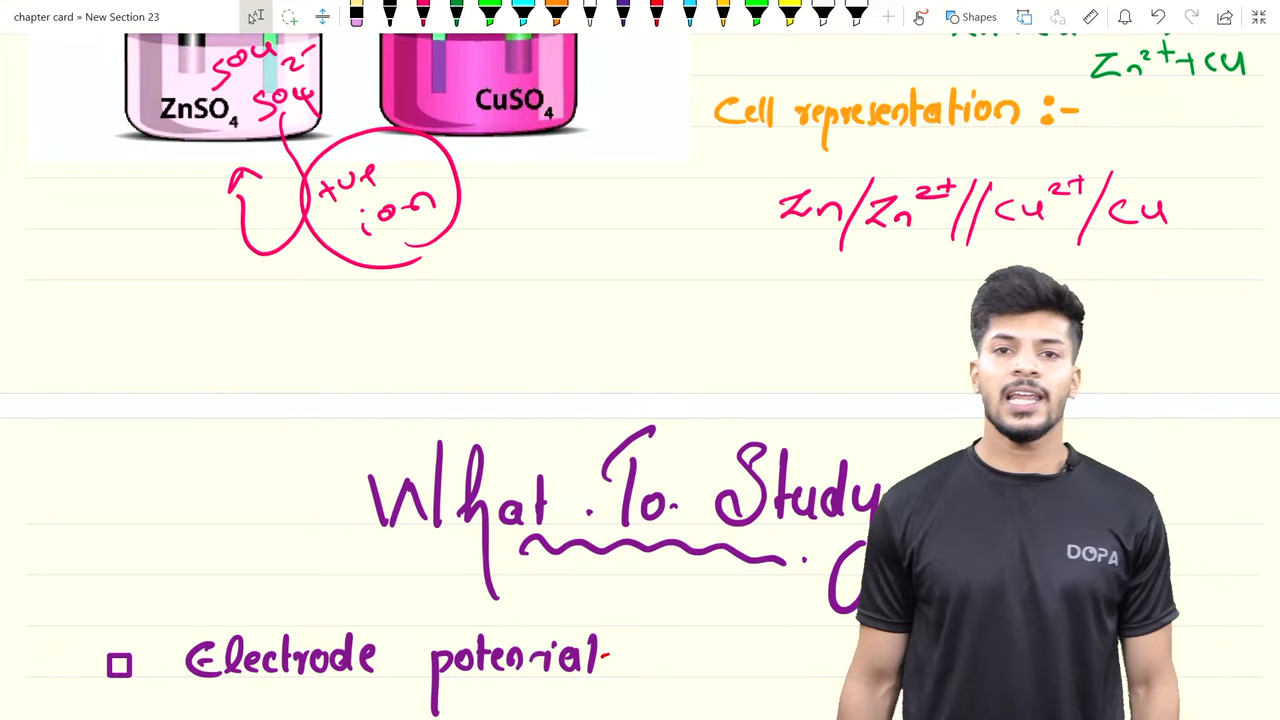 chapter card » New Section 23
Shapes
SO4 2-
SO4
ZnSO4
CuSO4
+ve
ion
Zn2+ + Cu
Cell representation :-
Zn/Zn2+//Cu2+/Cu
What . To . Study
Electrode potenial-
DOPA